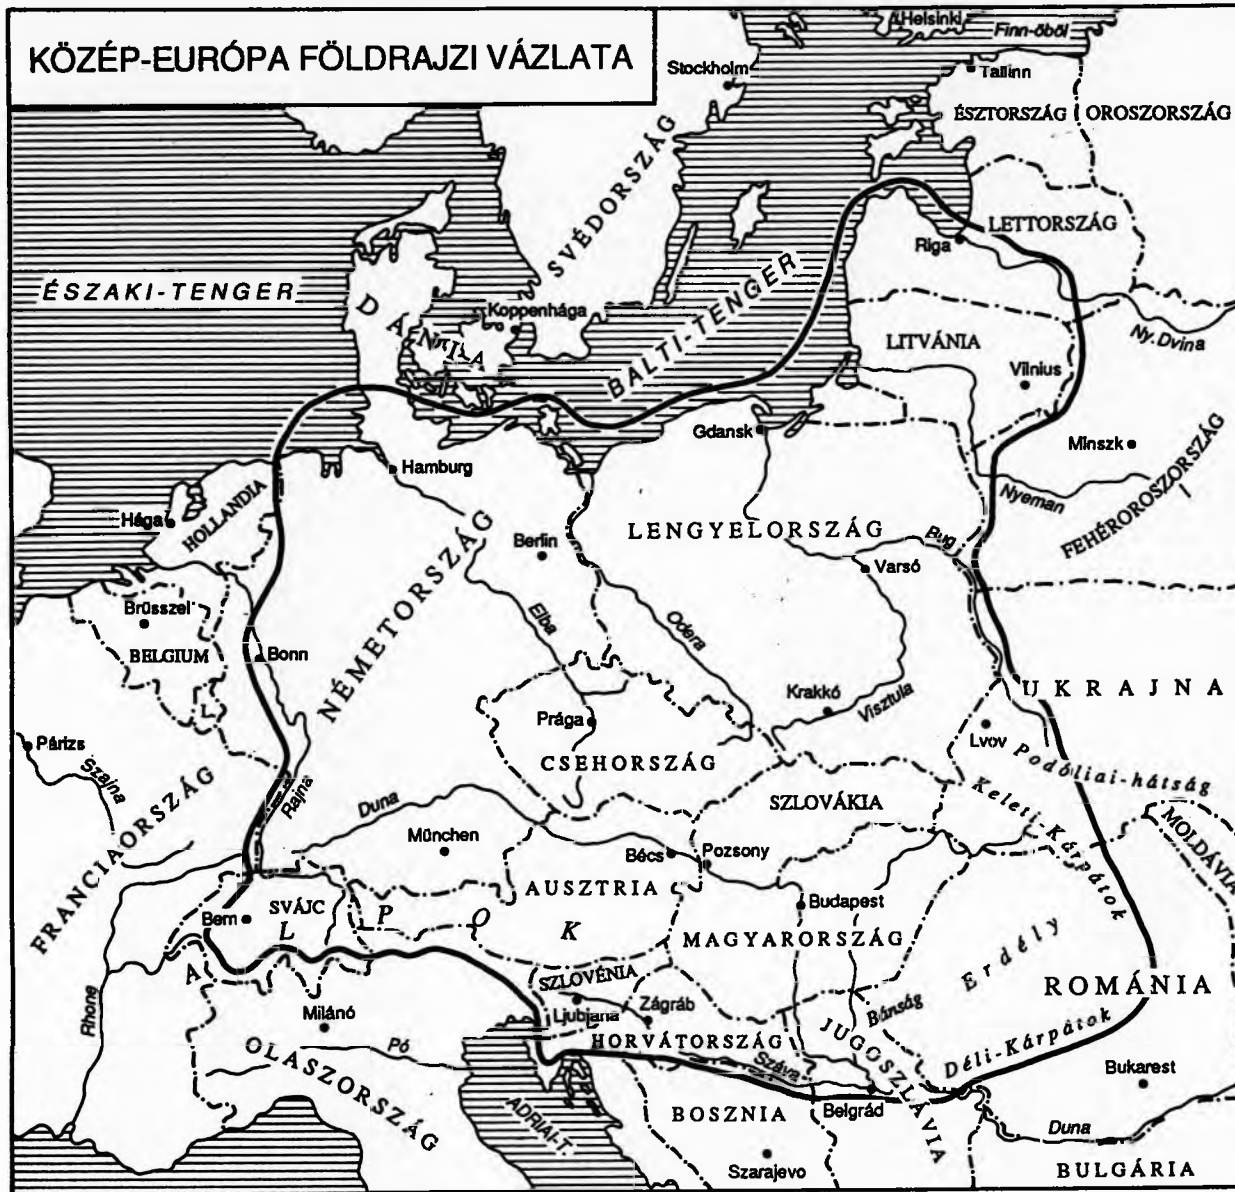 KÖZÉP-EURÓPA FÖLDRAJZI VÁZLATA
Helsinki
Finn-öböl
Stockholm
Tallinn
ÉSZTORSZÁG
OROSZORSZÁG
SVÉDORSZÁG
LETTORSZÁG
Riga
ÉSZAKI-TENGER
DÁNIA
Koppenhága
BALTI-TENGER
LITVÁNIA
Ny. Dvina
Vilnius
Gdansk
Minszk
Hamburg
HOLLANDIA
Hága
Nyeman
FEHÉROROSZORSZÁG
LENGYELORSZÁG
Berlin
Bug
Varsó
NÉMETORSZÁG
Brüsszel
BELGIUM
Elba
Odera
Bonn
L
Krakkó
Visztula
UKRAJNA
Prága
Lvov
Párizs
Szajna
CSEHORSZÁG
Podóliai-hátság
Rajna
Duna
SZLOVÁKIA
Keleti-Kárpátok
MOLDÁVIA
FRANCIAORSZÁG
München
Bécs
Pozsony
AUSZTRIA
SVÁJC
Bern
ALPOK
Budapest
MAGYARORSZÁG
Erdély
SZLOVÉNIA
ROMÁNIA
Rhone
Milánó
Ljubjana
Zágráb
Bánság
Pó
HORVÁTORSZÁG
JUGOSZLÁVIA
Déli-Kárpátok
OLASZORSZÁG
Száva
Bukarest
ADRIAI-T.
BOSZNIA
Belgrád
Duna
Szarajevo
BULGÁRIA